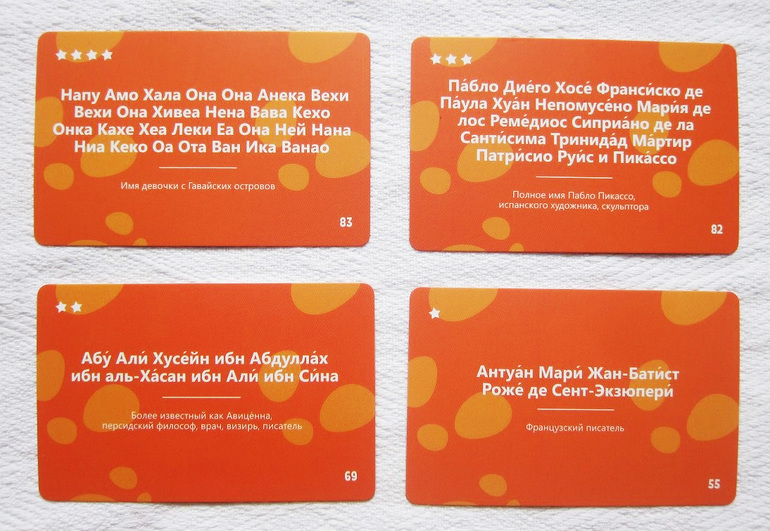 Напу Амо Хала Она Она Анека Вехи
Вехи Она Хивеа Нена Вава Кехо
Онка Кахе Хеа Леки Еа Она Ней Нана
Ниа Кеко Оа Ота Ван Ика Ванао
Имя девочки с Гавайских островов
83
Па́бло Дие́го Хосе́ Франси́ско де
Па́ула Хуа́н Непомусе́но Мари́я де
лос Реме́диос Сиприа́но де ла
Санти́сима Тринида́д Ма́ртир
Патри́сио Руи́с и Пика́ссо
Полное имя Пабло Пикассо,
испанского художника, скульптора
82
Абу́ Али́ Хусе́йн ибн Абдулла́х
ибн аль-Ха́сан ибн Али́ ибн Си́на
Более известный как Авице́нна,
персидский философ, врач, визирь, писатель
69
Антуа́н Мари́ Жан-Бати́ст
Роже́ де Сент-Экзюпери́
Французский писатель
55